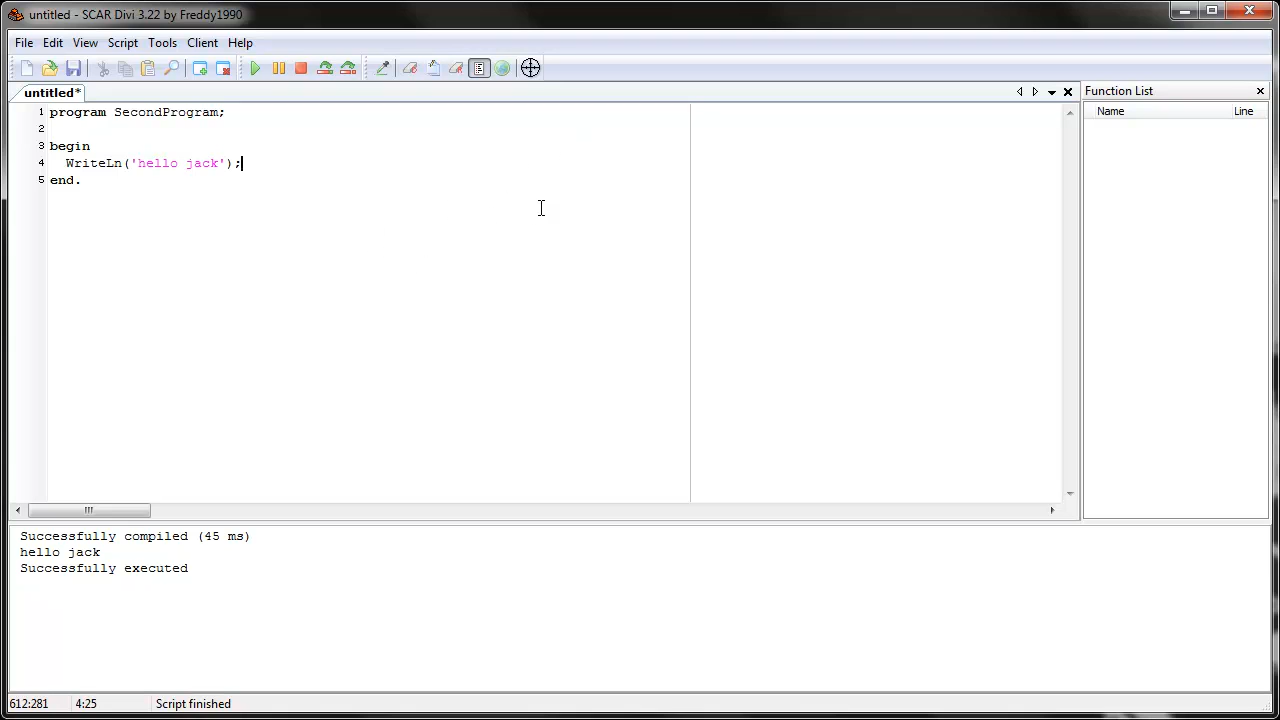 untitled - SCAR Divi 3.22 by Freddy1990
File Edit View Script Tools Client Help
untitled*
Function List
Name Line
1 program SecondProgram;
2
3 begin
4 WriteLn('hello jack');
5 end.
Successfully compiled (45 ms)
hello jack
Successfully executed
612:281 4:25 Script finished